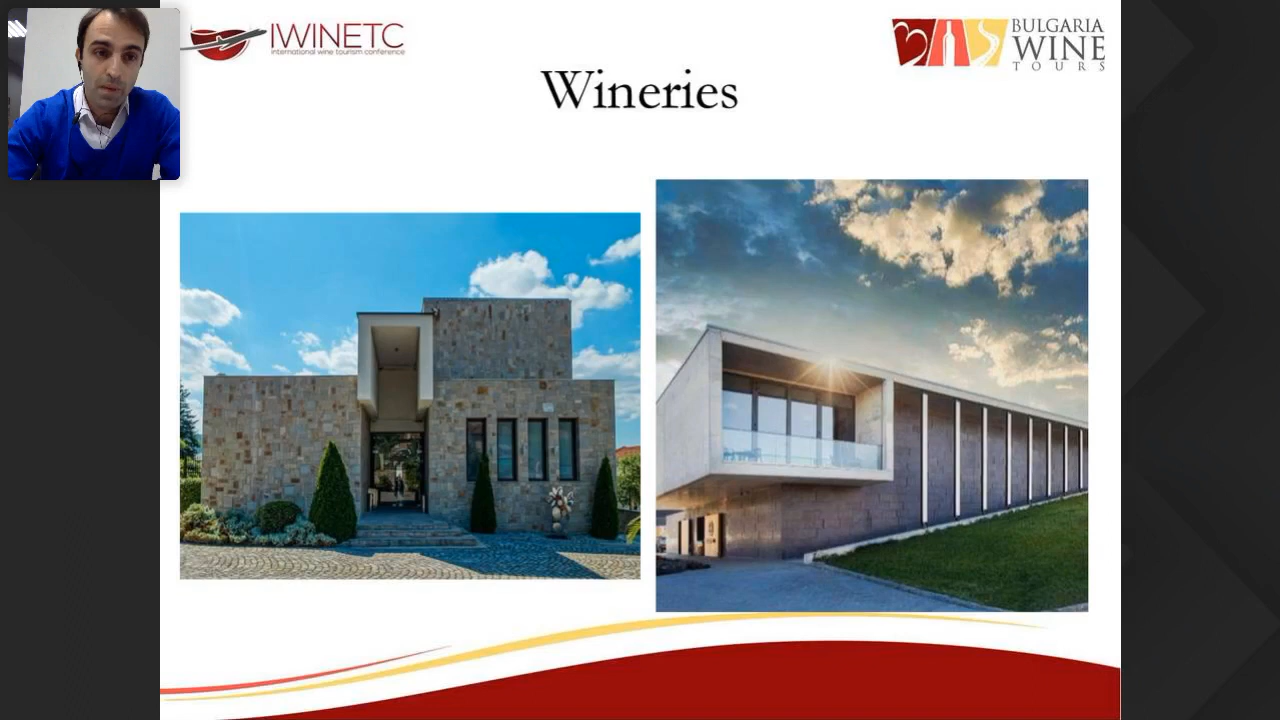 IWINETC
international wine tourism conference
BULGARIA
WINE
TOURS
Wineries